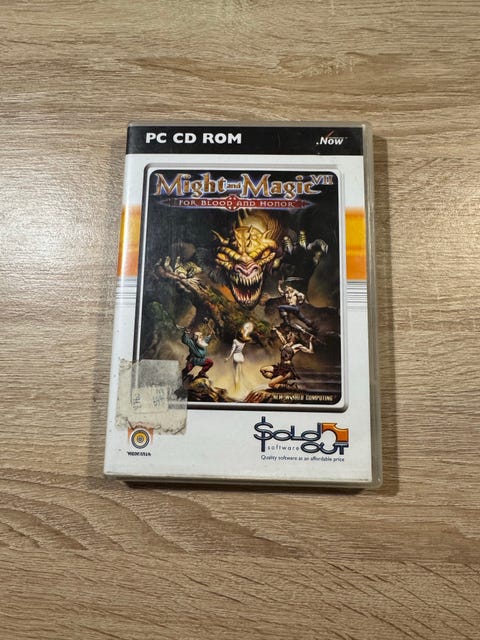 PC CD ROM
.Now
Might and Magic VII
FOR BLOOD AND HONOR
NEW WORLD COMPUTING
Sold Out
software
Quality software at an affordable price